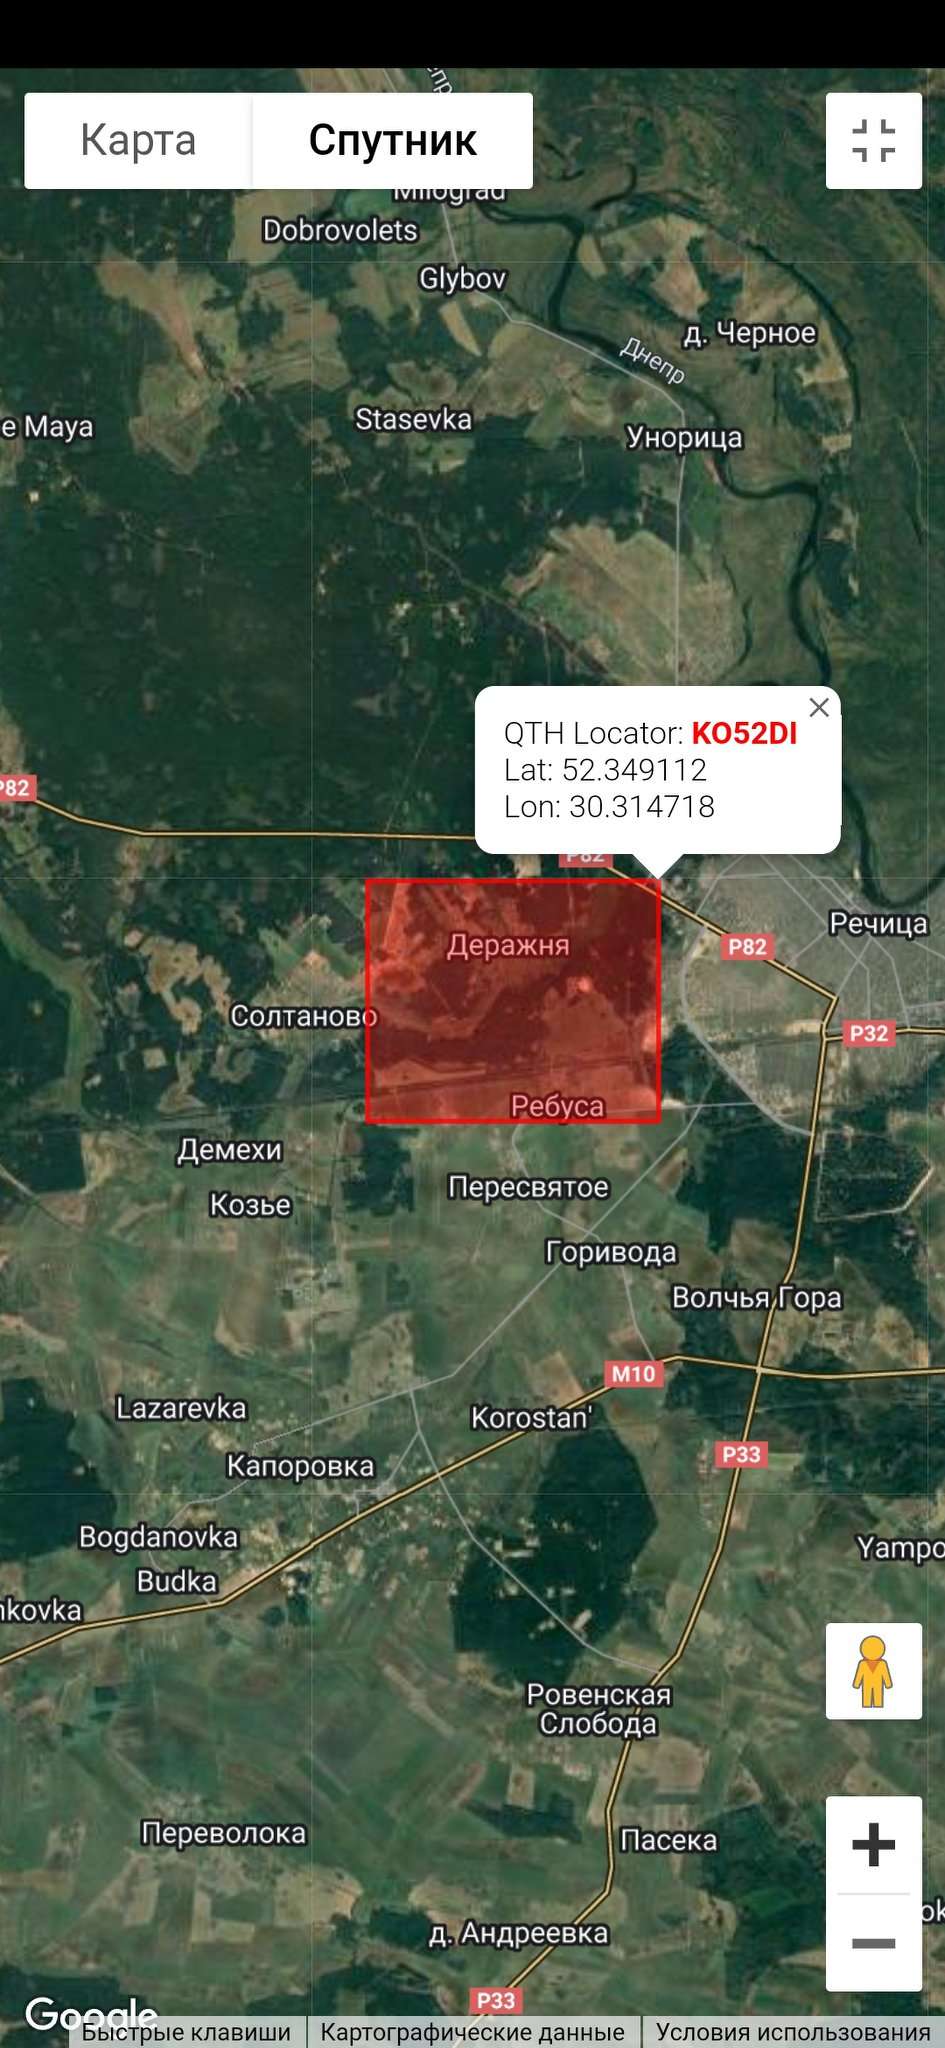 Карта
Спутник
Milograd
Dobrovolets
Glybov
д. Черное
Днепр
Stasevka
e Maya
Унорица
QTH Locator: KO52DI
Lat: 52.349112
Lon: 30.314718
P82
P82
Речица
Деражня
P82
Солтаново
P32
Ребуса
Демехи
Пересвятое
Козье
Горивода
Волчья Гора
M10
Lazarevka
Korostan'
P33
Капоровка
Bogdanovka
Yampo
Budka
nkovka
Ровенская
Слобода
Переволока
Пасека
ok
д. Андреевка
P33
Google
Быстрые клавиши
Картографические данные
Условия использования